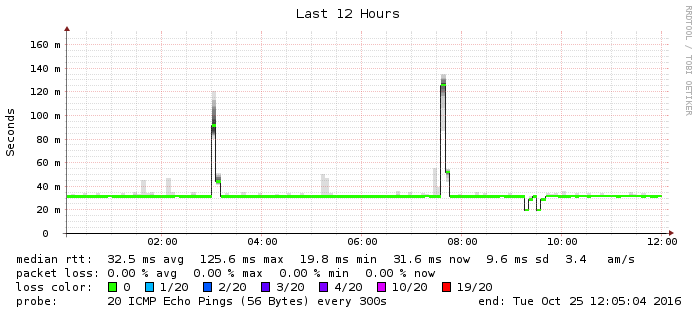 Last 12 Hours
RRDTOOL / TOBI OETIKER
Seconds
160 m
140 m
120 m
100 m
80 m
60 m
40 m
20 m
0
02:00 04:00 06:00 08:00 10:00 12:00
median rtt: 32.5 ms avg 125.6 ms max 19.8 ms min 31.6 ms now 9.6 ms sd 3.4 am/s
packet loss: 0.00 % avg 0.00 % max 0.00 % min 0.00 % now
loss color: 0 1/20 2/20 3/20 4/20 10/20 19/20
probe: 20 ICMP Echo Pings (56 Bytes) every 300s end: Tue Oct 25 12:05:04 2016